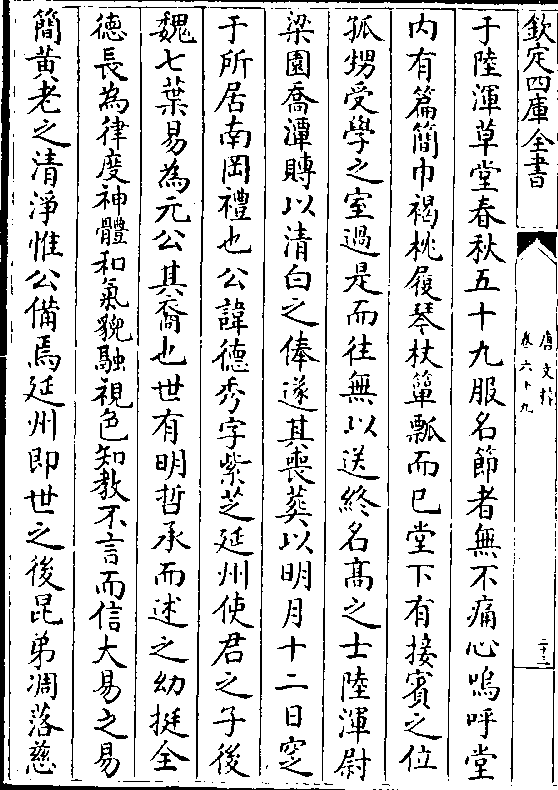 欽定四庫全書
唐文粹
卷六十九
二十三
于陸渾草堂春秋五十九服名節者無不痛心嗚呼堂
内有篇簡巾褐桃履琴杖簞瓢而已堂下有接賓之位
孤甥受學之室過是而往無以送終名髙之士陸渾尉
梁園喬潭賻以清白之俸遂其喪葬以明月十二日窆
于所居南岡禮也公諱德秀字紫芝延州使君之子後
魏七葉易為元公其裔也世有明哲承而述之幼挺全
德長為律度神體和氣貌融視色知教不言而信大易之易
簡黄老之清淨惟公備焉延州即世之後昆弟凋落慈